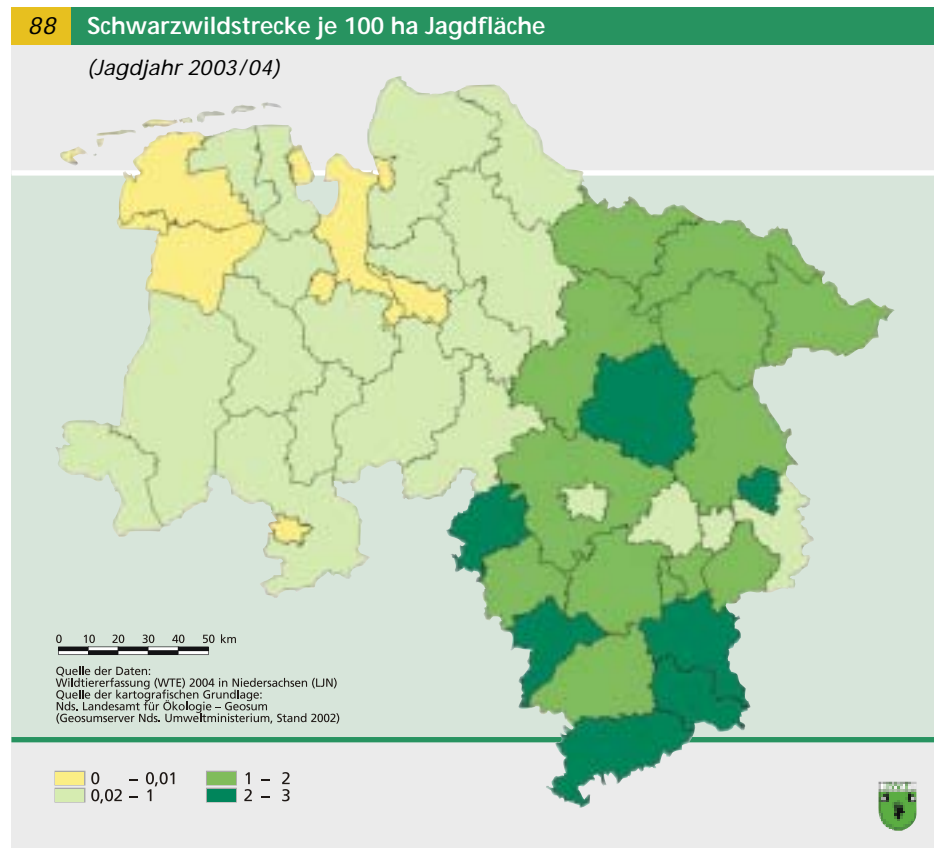 88 Schwarzwildstrecke je 100 ha Jagdfläche
(Jagdjahr 2003/04)
0 10 20 30 40 50 km
Quelle der Daten:
Wildtiererfassung (WTE) 2004 in Niedersachsen (LJN)
Quelle der kartografischen Grundlage:
Nds. Landesamt für Ökologie – Geosum
(Geosumserver Nds. Umweltministerium, Stand 2002)
0 – 0,01 1 – 2
0,02 – 1 2 – 3